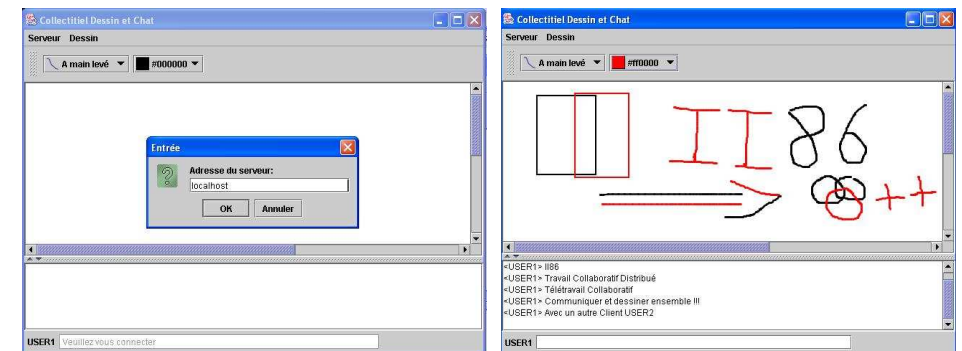 Collectitiel Dessin et Chat
Serveur Dessin
A main levé #000000
Entrée
Adresse du serveur:
localhost
OK Annuler
USER1 Veuillez vous connecter
Collectitiel Dessin et Chat
Serveur Dessin
A main levé #ff0000
II86
++
<USER1> II86
<USER1> Travail Collaboratif Distribué
<USER1> Télétravail Collaboratif
<USER1> Communiquer et dessiner ensemble !!!
<USER1> Avec un autre Client USER2
USER1